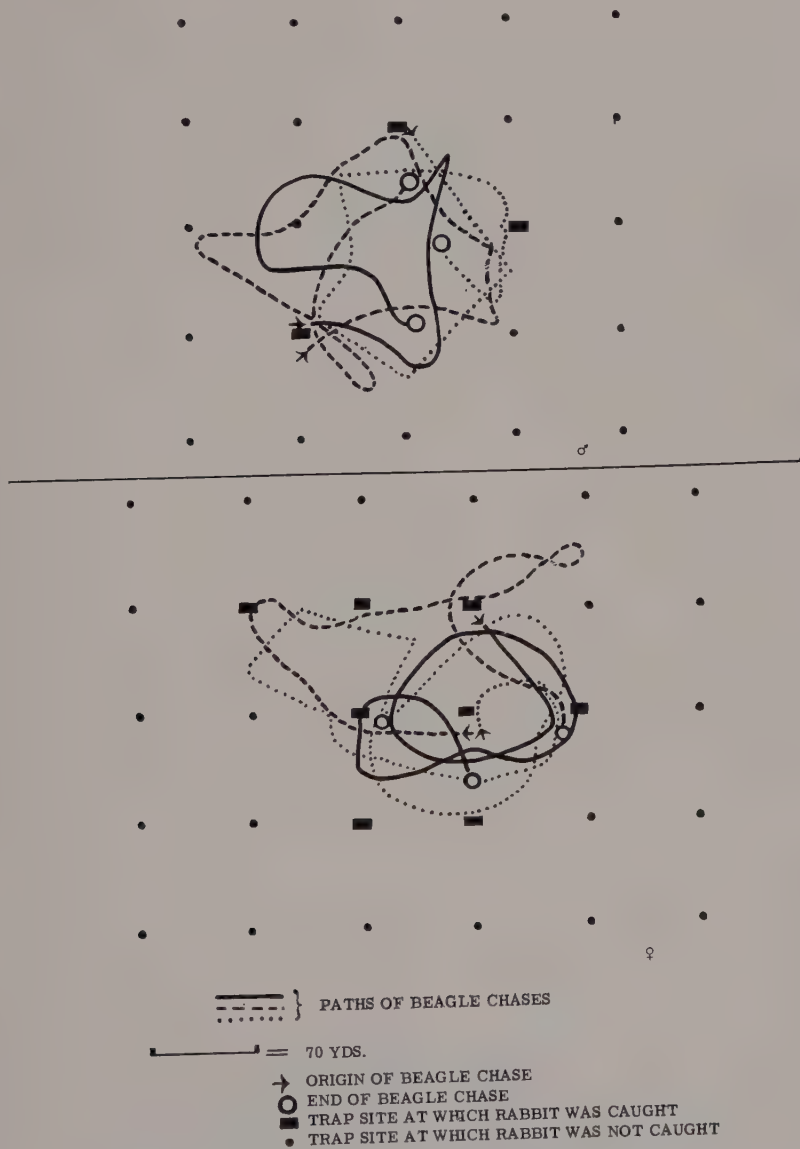 ♂
♀
PATHS OF BEAGLE CHASES
= 70 YDS.
ORIGIN OF BEAGLE CHASE
END OF BEAGLE CHASE
TRAP SITE AT WHICH RABBIT WAS CAUGHT
TRAP SITE AT WHICH RABBIT WAS NOT CAUGHT